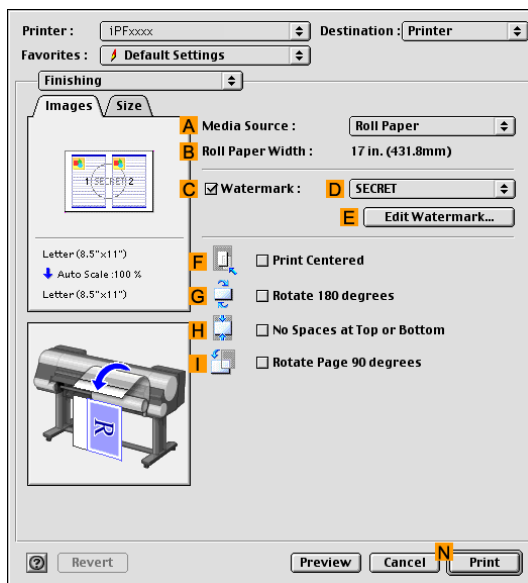 Printer : iPFxxxx Destination : Printer
Favorites : Default Settings
Finishing
Images Size
A Media Source : Roll Paper
B Roll Paper Width : 17 in. (431.8mm)
1 SECRET 2
C Watermark : D SECRET
E Edit Watermark...
Letter (8.5"x11")
Auto Scale :100 %
Letter (8.5"x11")
F Print Centered
G Rotate 180 degrees
H No Spaces at Top or Bottom
I Rotate Page 90 degrees
R
N
? Revert Preview Cancel Print